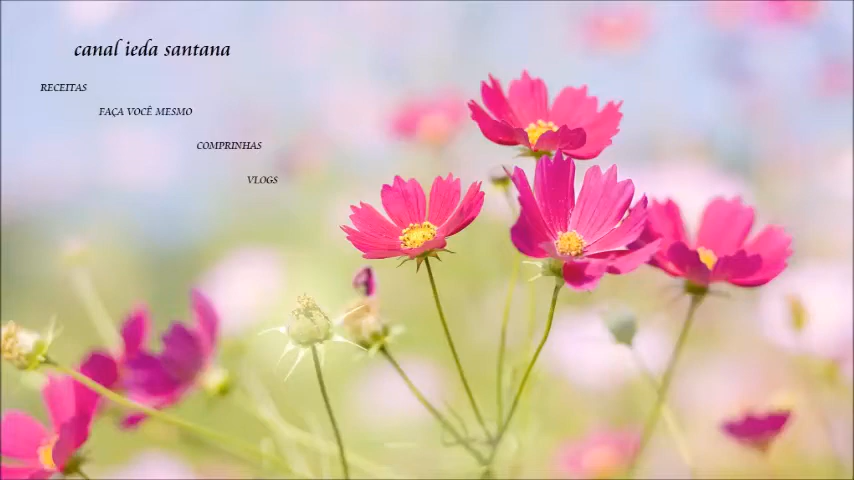 canal ieda santana
RECEITAS
FAÇA VOCÊ MESMO
COMPRINHAS
VLOGS